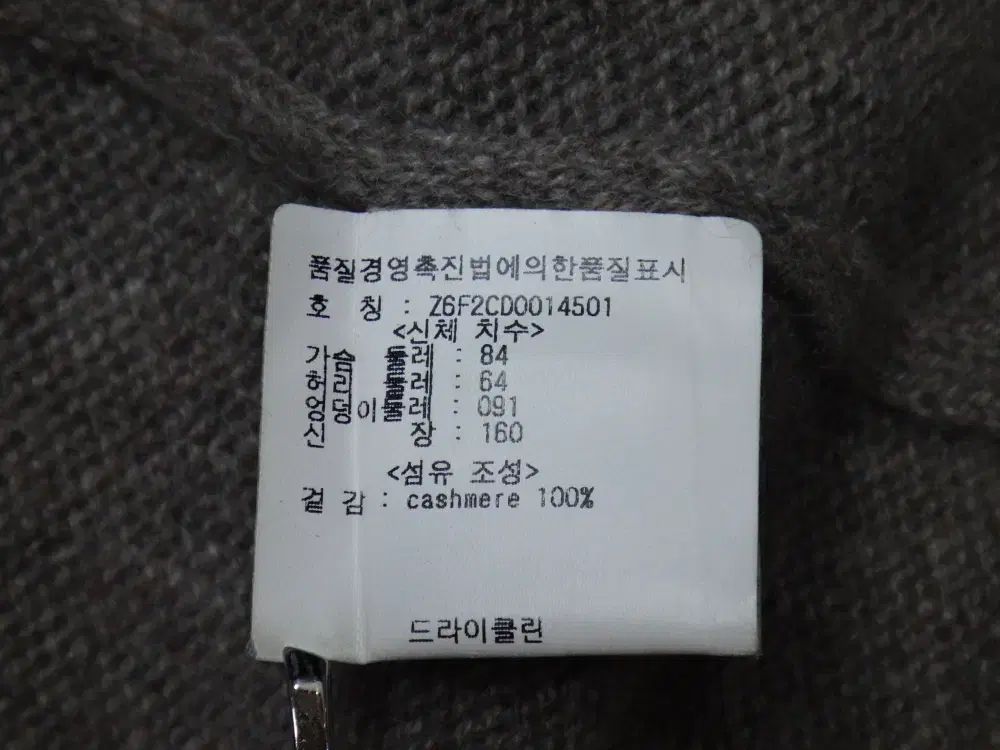 품질경영촉진법에의한품질표시
호 칭 : Z6F2CD0014501
<신체 치수>
가슴 둘레 : 84
허리 둘레 : 64
엉덩이둘레 : 091
신 장 : 160
<섬유 조성>
겉 감 : cashmere 100%
드라이클린